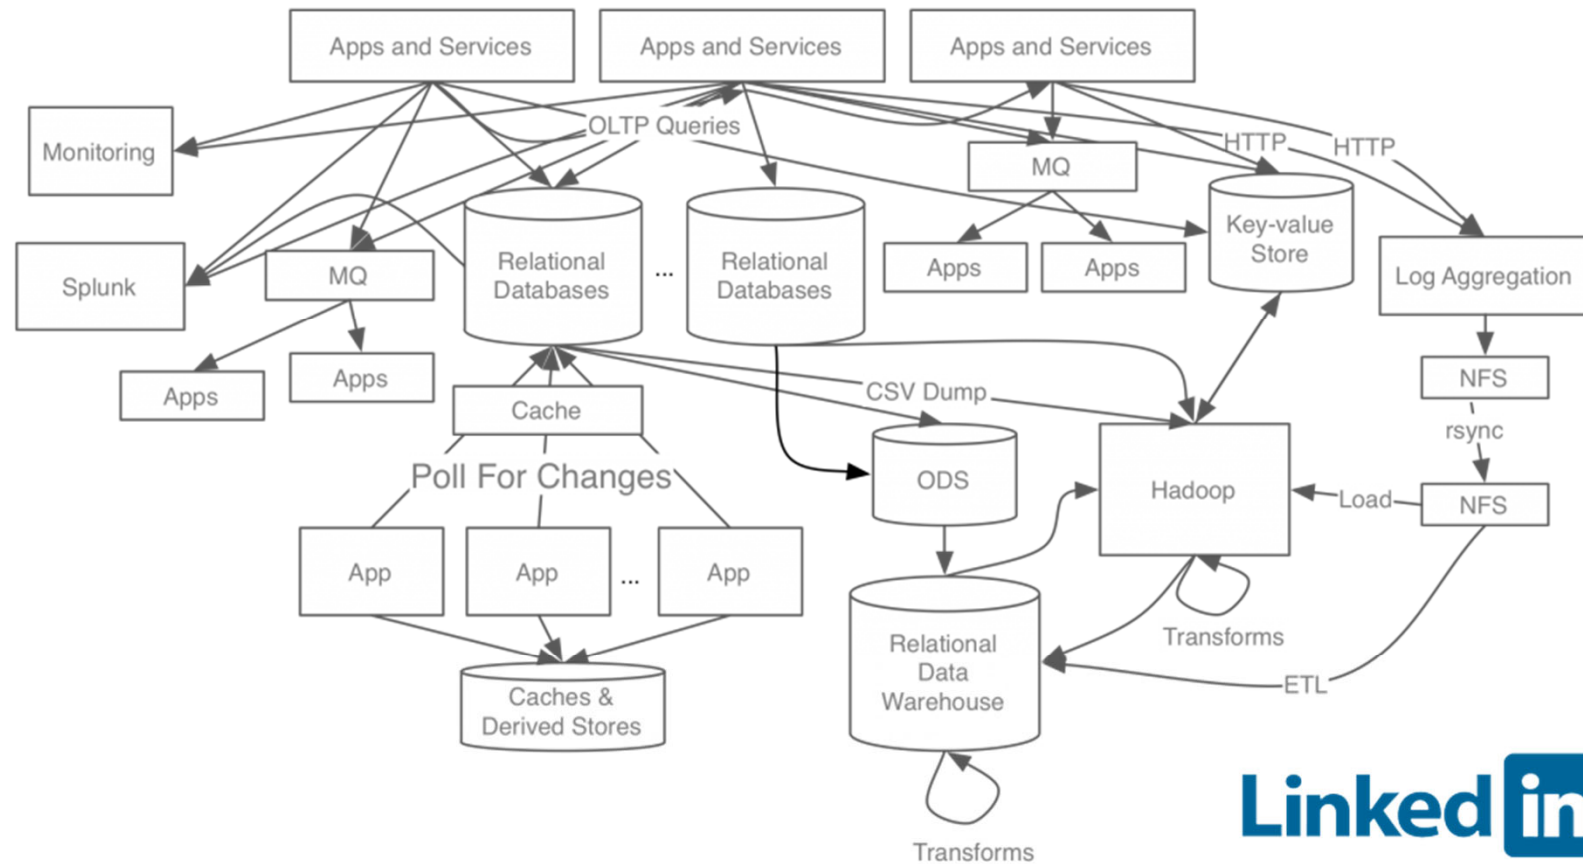 Apps and Services
Apps and Services
Apps and Services
OLTP Queries
HTTP
HTTP
Monitoring
MQ
Key-value
Store
Splunk
MQ
Relational
Databases
...
Relational
Databases
Apps
Apps
Log Aggregation
Apps
Apps
Cache
CSV Dump
NFS
rsync
Poll For Changes
ODS
Hadoop
Load
NFS
App
App
...
App
Transforms
Relational
Data
Warehouse
ETL
Caches &
Derived Stores
Linked in
Transforms